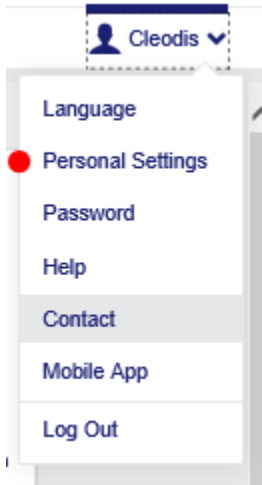 Cleodis
Language
Personal Settings
Password
Help
Contact
Mobile App
Log Out